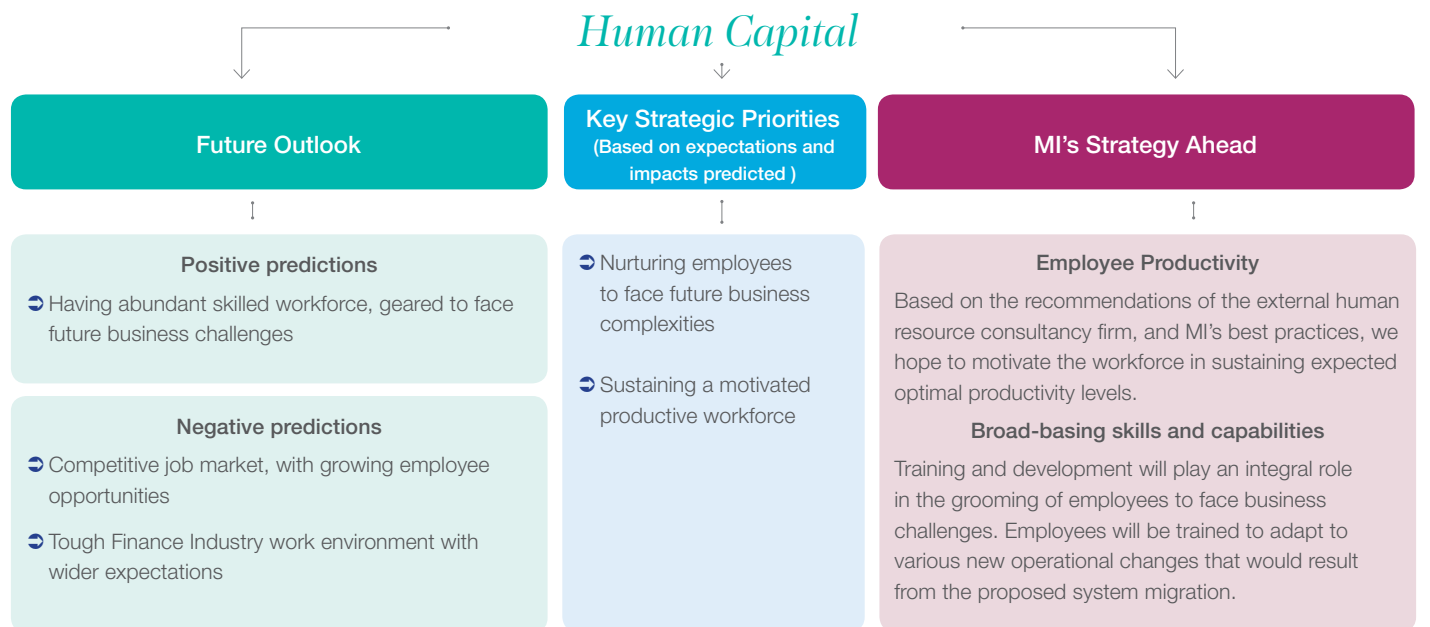 Human Capital
Future Outlook
Positive predictions
Having abundant skilled workforce, geared to face
future business challenges
Negative predictions
Competitive job market, with growing employee
opportunities
Tough Finance Industry work environment with
wider expectations
Key Strategic Priorities
(Based on expectations and
impacts predicted )
Nurturing employees
to face future business
complexities
Sustaining a motivated
productive workforce
MI’s Strategy Ahead
Employee Productivity
Based on the recommendations of the external human
resource consultancy firm, and MI’s best practices, we
hope to motivate the workforce in sustaining expected
optimal productivity levels.
Broad-basing skills and capabilities
Training and development will play an integral role
in the grooming of employees to face business
challenges. Employees will be trained to adapt to
various new operational changes that would result
from the proposed system migration.